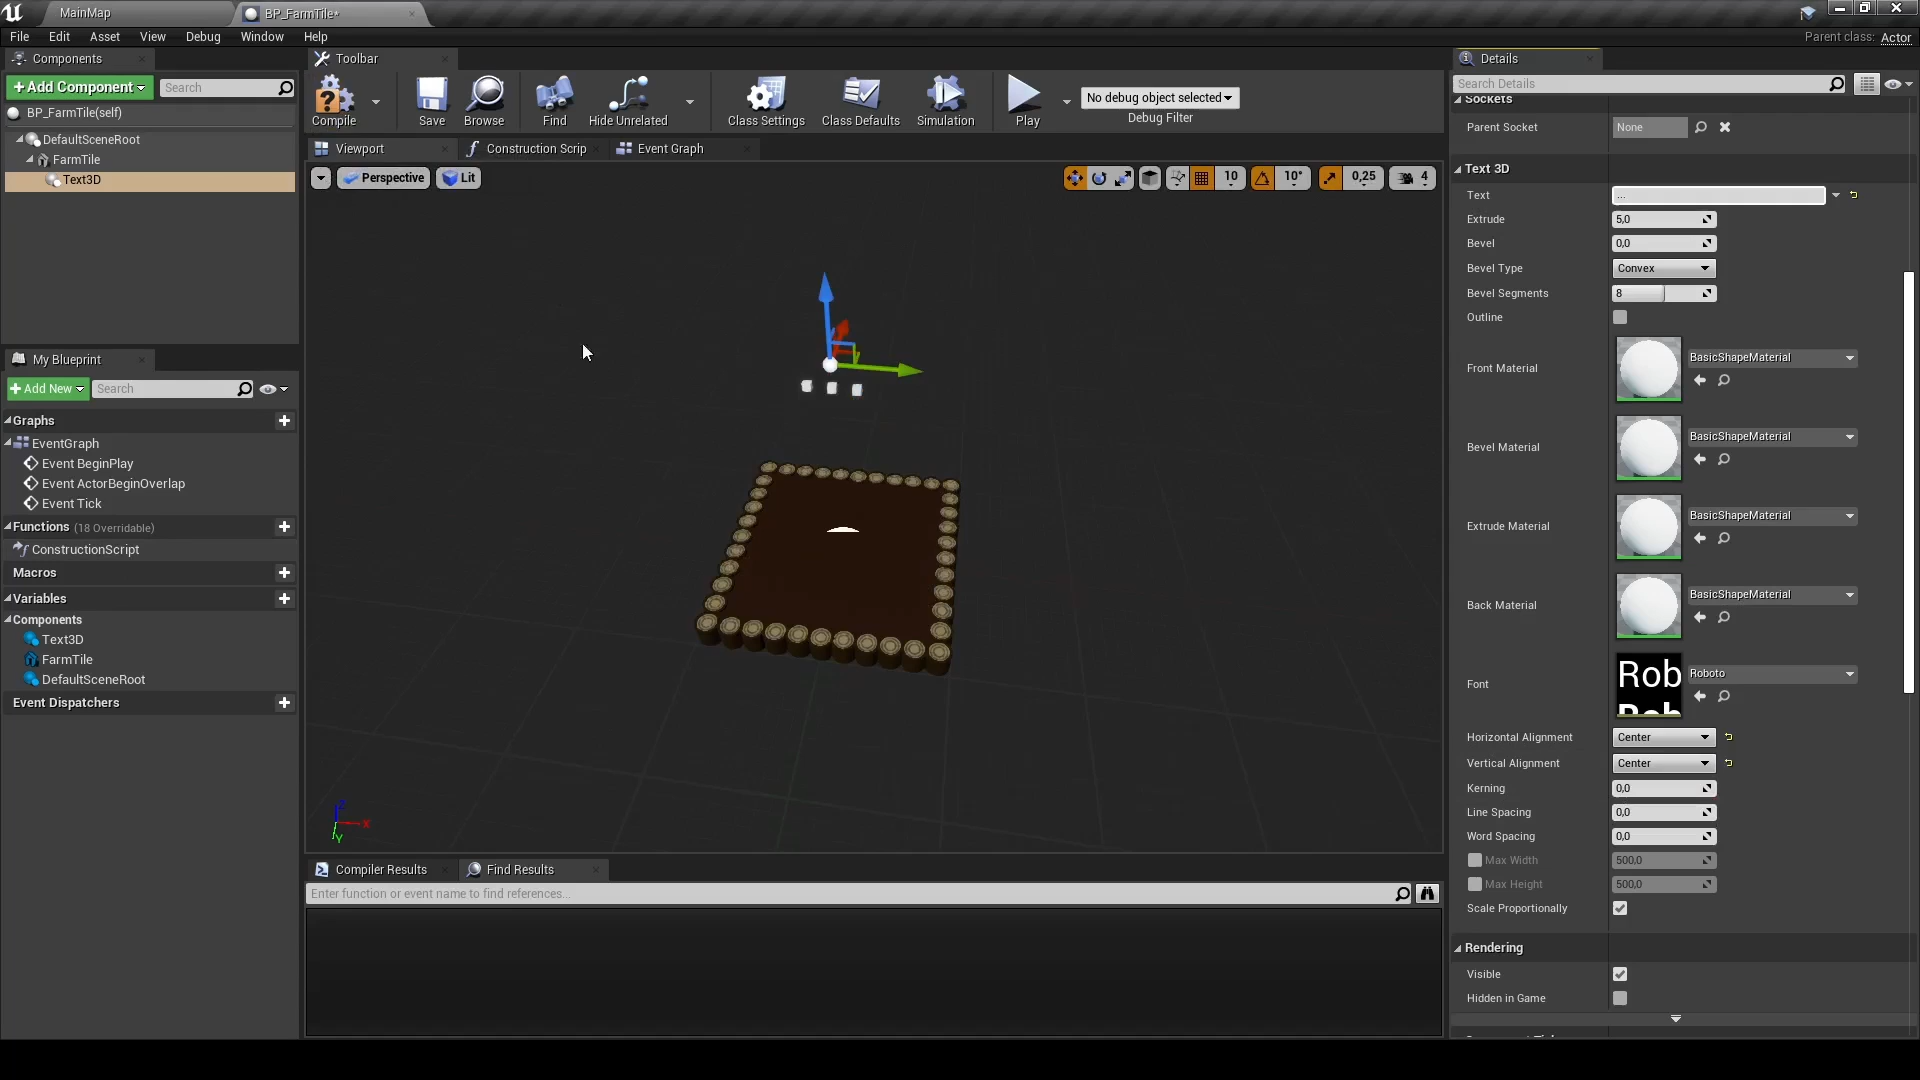 MainMap
BP_FarmTile*
File Edit Asset View Debug Window Help
Parent class: Actor
Components
+Add Component
Search
BP_FarmTile(self)
DefaultSceneRoot
FarmTile
Text3D
My Blueprint
+Add New
Search
Graphs
EventGraph
Event BeginPlay
Event ActorBeginOverlap
Event Tick
Functions (18 Overridable)
ConstructionScript
Macros
Variables
Components
Text3D
FarmTile
DefaultSceneRoot
Event Dispatchers
Toolbar
Compile
Save
Browse
Find
Hide Unrelated
Class Settings
Class Defaults
Simulation
Play
No debug object selected
Debug Filter
Viewport
Construction Scrip
Event Graph
Perspective
Lit
10
10°
0,25
4
Z
X
Y
Compiler Results
Find Results
Enter function or event name to find references...
Details
Search Details
Sockets
Parent Socket None
Text 3D
Text ...
Extrude 5,0
Bevel 0,0
Bevel Type Convex
Bevel Segments 8
Outline
Front Material BasicShapeMaterial
Bevel Material BasicShapeMaterial
Extrude Material BasicShapeMaterial
Back Material BasicShapeMaterial
Font Rob Roboto
Rob
Horizontal Alignment Center
Vertical Alignment Center
Kerning 0,0
Line Spacing 0,0
Word Spacing 0,0
Max Width 500,0
Max Height 500,0
Scale Proportionally
Rendering
Visible
Hidden in Game